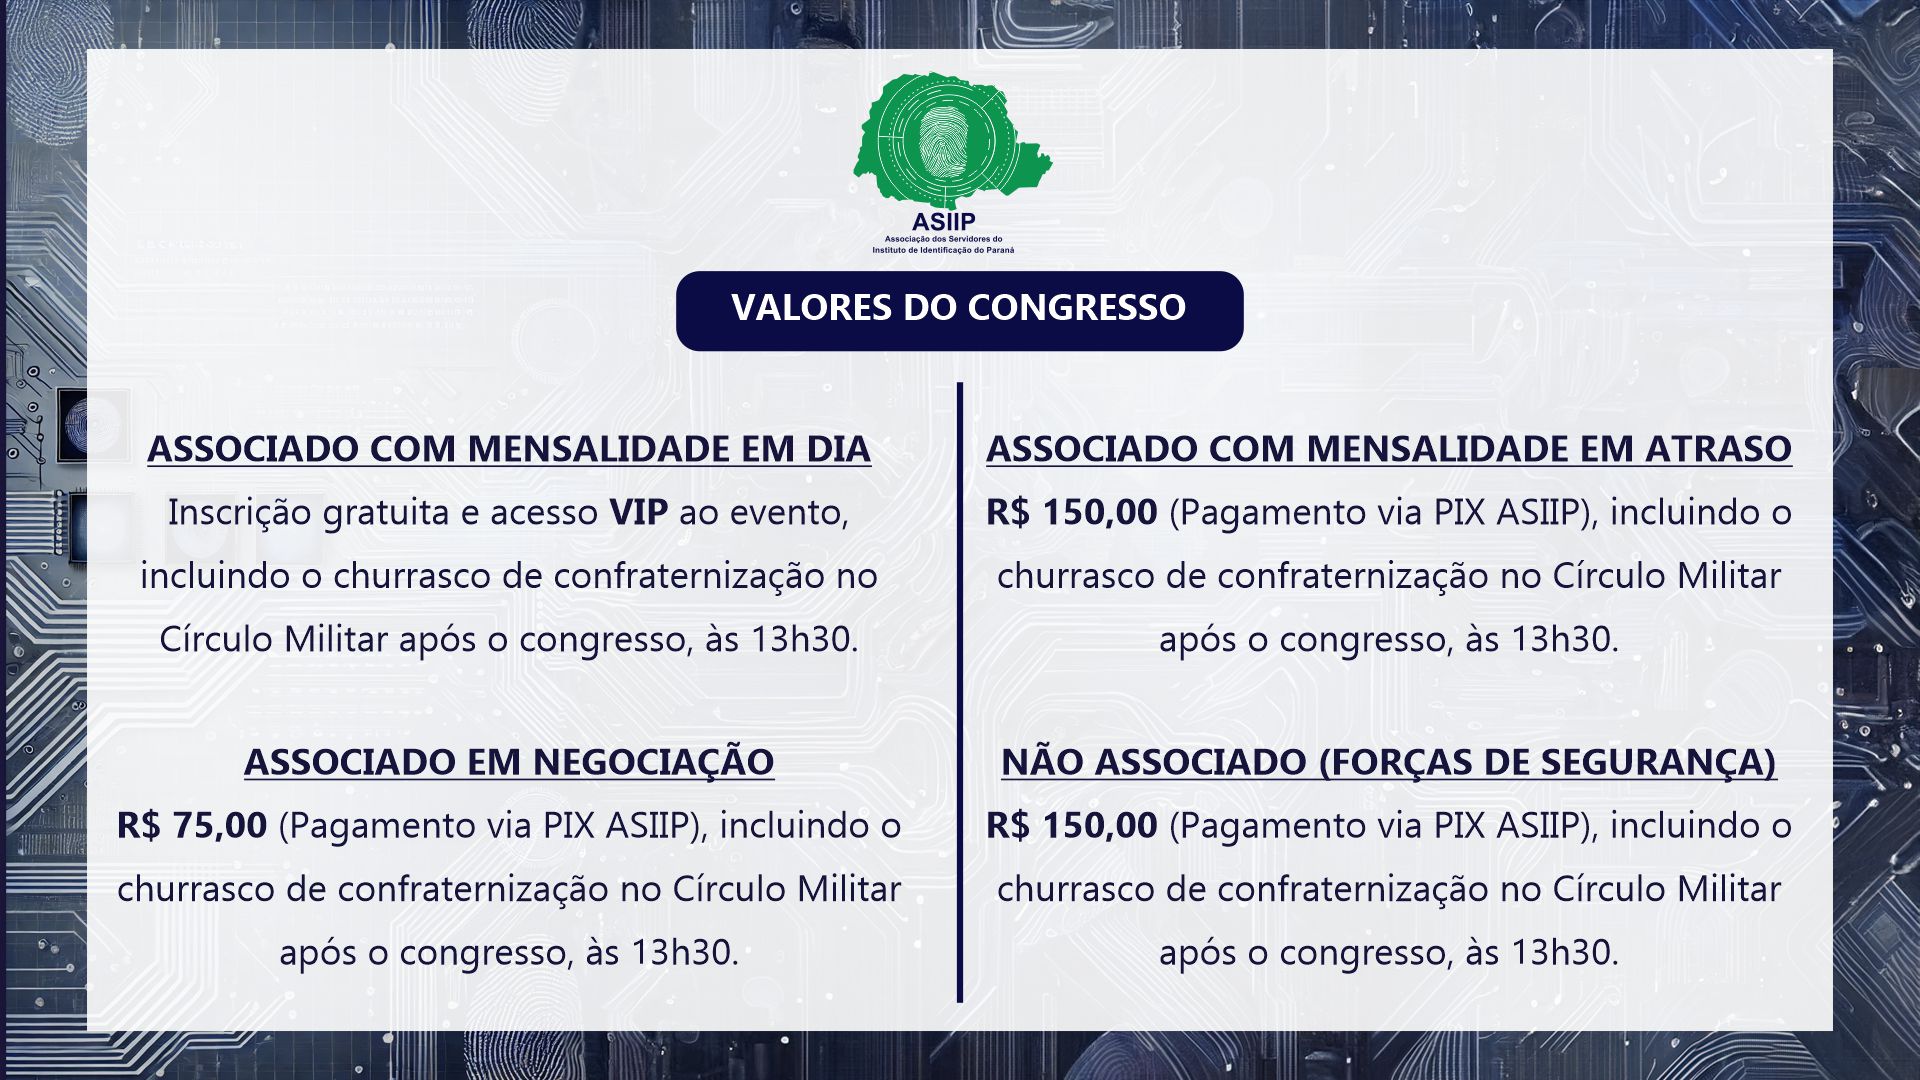 ASIIP
Associação dos Servidores do
Instituto de Identificação do Paraná
VALORES DO CONGRESSO
ASSOCIADO COM MENSALIDADE EM DIA
Inscrição gratuita e acesso VIP ao evento,
incluindo o churrasco de confraternização no
Círculo Militar após o congresso, às 13h30.
ASSOCIADO EM NEGOCIAÇÃO
R$ 75,00 (Pagamento via PIX ASIIP), incluindo o
churrasco de confraternização no Círculo Militar
após o congresso, às 13h30.
ASSOCIADO COM MENSALIDADE EM ATRASO
R$ 150,00 (Pagamento via PIX ASIIP), incluindo o
churrasco de confraternização no Círculo Militar
após o congresso, às 13h30.
NÃO ASSOCIADO (FORÇAS DE SEGURANÇA)
R$ 150,00 (Pagamento via PIX ASIIP), incluindo o
churrasco de confraternização no Círculo Militar
após o congresso, às 13h30.